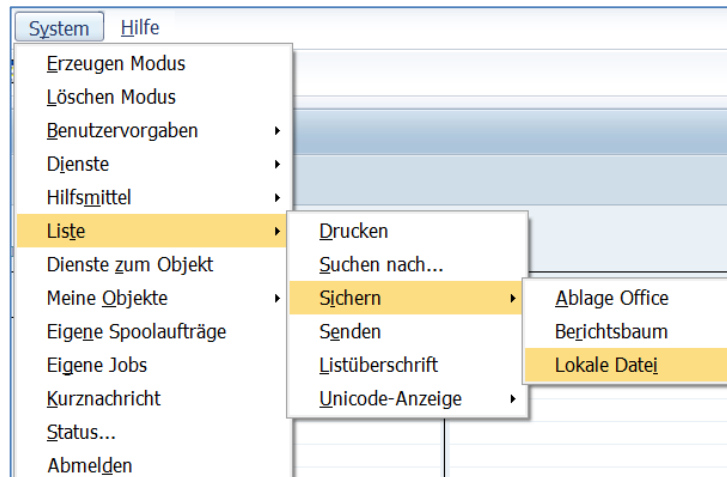 System Hilfe
Erzeugen Modus
Löschen Modus
Benutzervorgaben
Dienste
Hilfsmittel
Liste
Dienste zum Objekt
Meine Objekte
Eigene Spoolaufträge
Eigene Jobs
Kurznachricht
Status...
Abmelden
Drucken
Suchen nach...
Sichern
Senden
Listüberschrift
Unicode-Anzeige
Ablage Office
Berichtsbaum
Lokale Datei